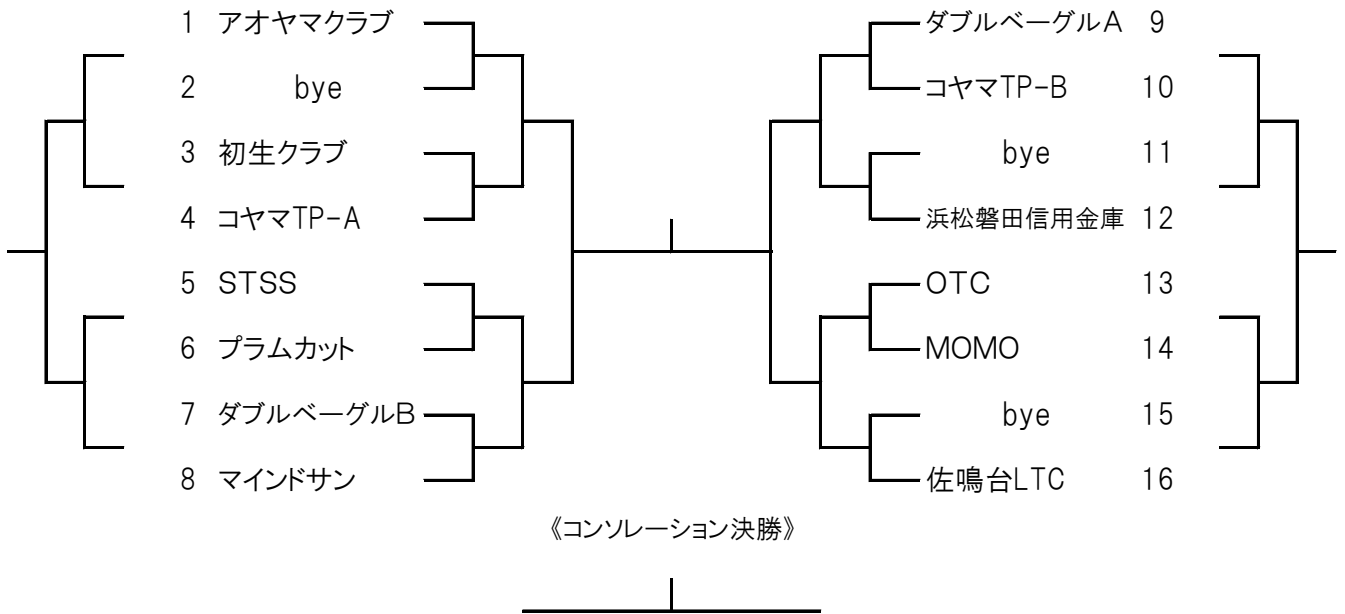 1 アオヤマクラブ
2 bye
3 初生クラブ
4 コヤマTP-A
5 STSS
6 プラムカット
7 ダブルベーグルB
8 マインドサン
ダブルベーグルA 9
コヤマTP-B 10
bye 11
浜松磐田信用金庫 12
OTC 13
MOMO 14
bye 15
佐鳴台LTC 16
《コンソレーション決勝》